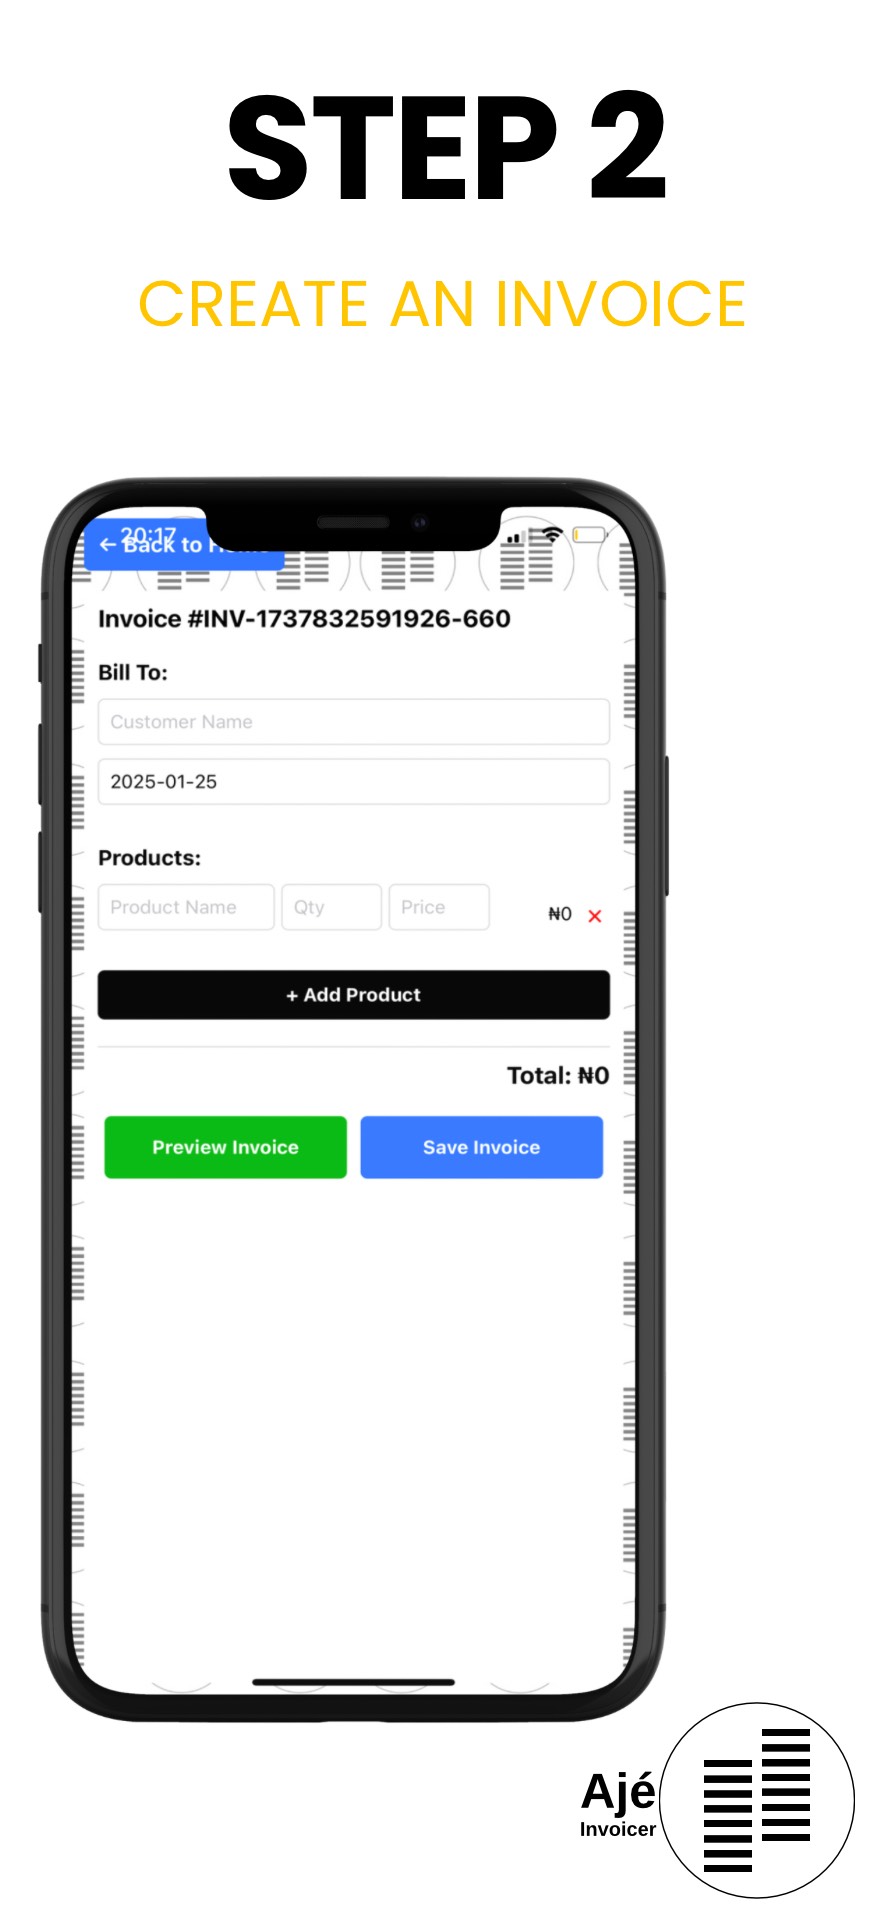 STEP 2
CREATE AN INVOICE
20:17
← Back to
Invoice #INV-1737832591926-660
Bill To:
Customer Name
2025-01-25
Products:
Product Name Qty Price ₦0 ×
+ Add Product
Total: ₦0
Preview Invoice Save Invoice
Ajé
Invoicer